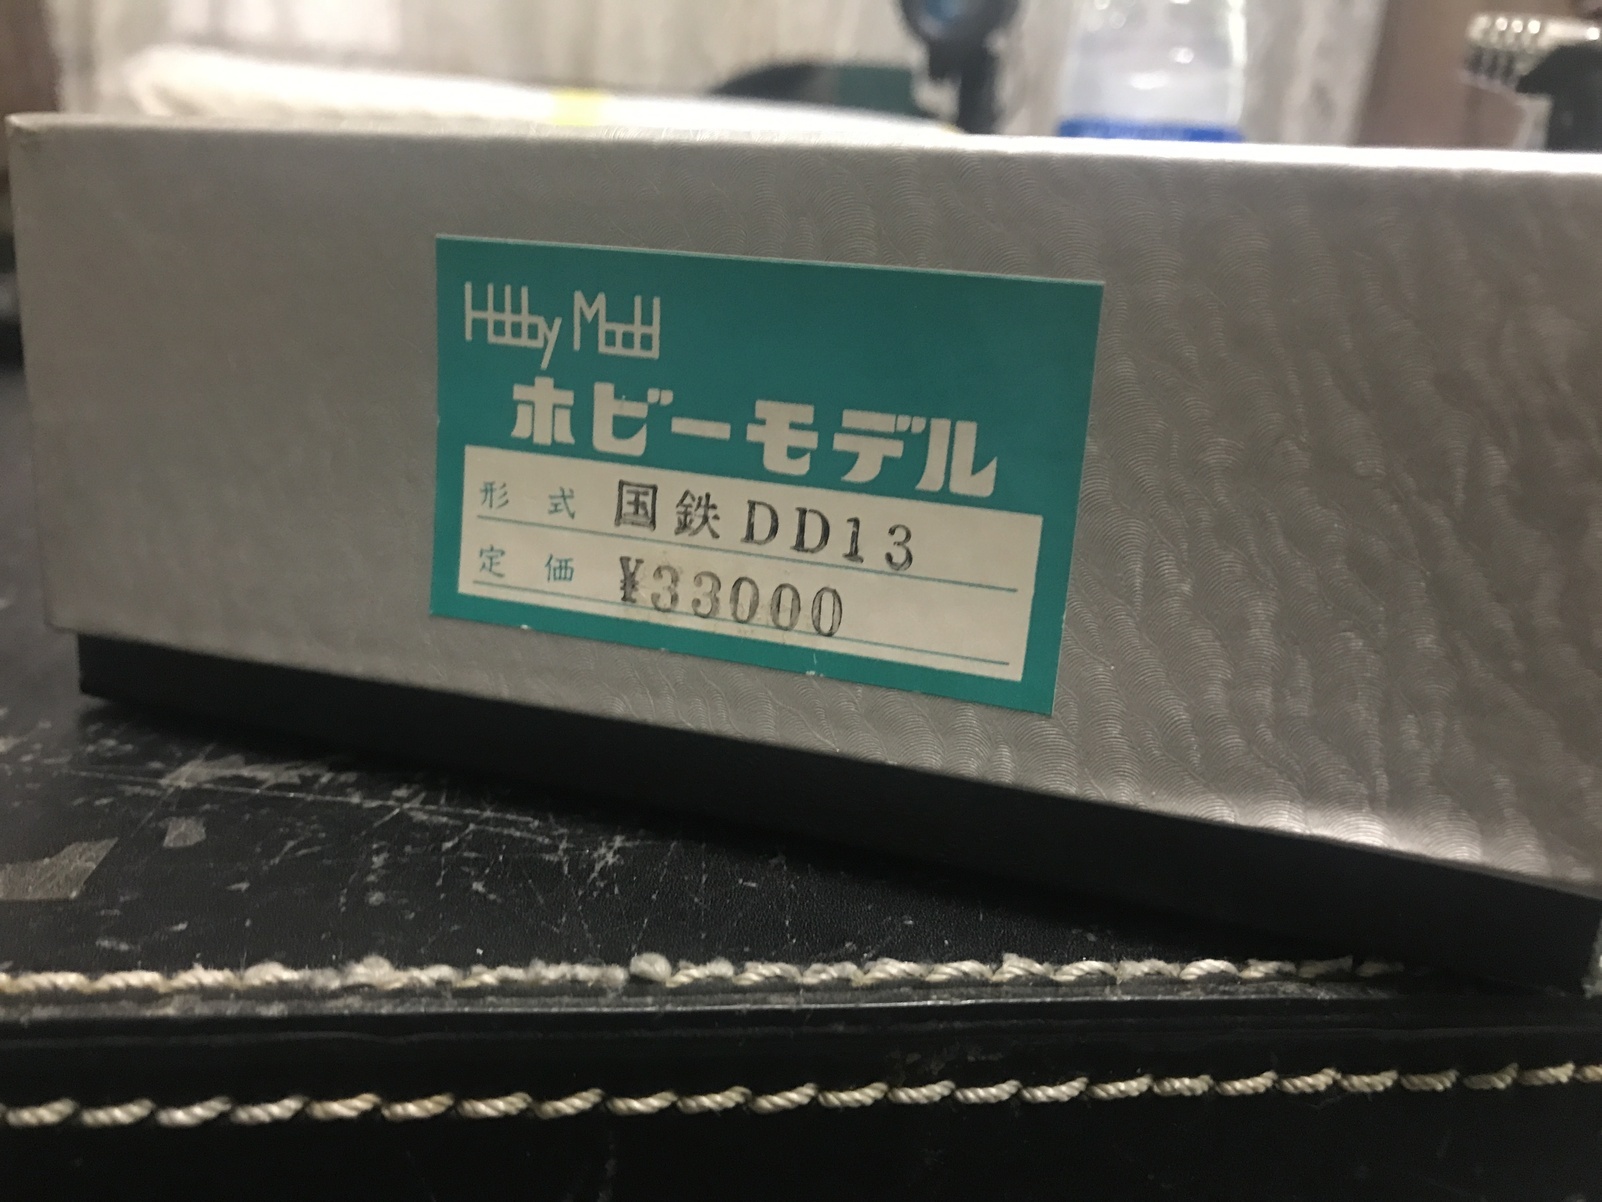 Hobby Model
ホビーモデル
形式 国鉄DD13
定価 ¥33000